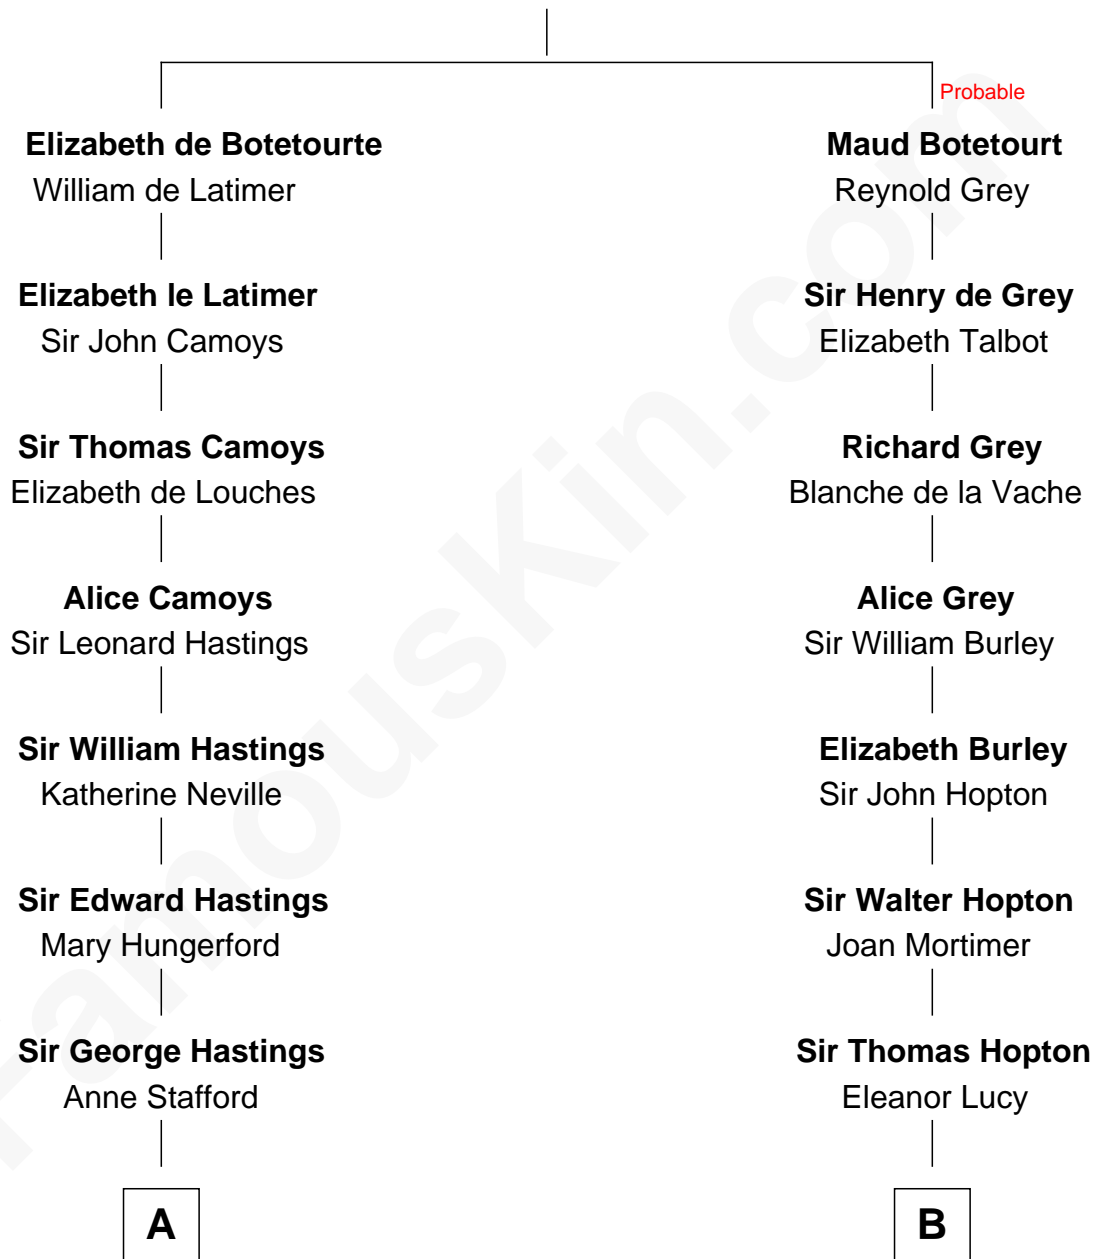 Probable
Elizabeth de Botetourte
William de Latimer
Maud Botetourt
Reynold Grey
Elizabeth le Latimer
Sir John Camoys
Sir Henry de Grey
Elizabeth Talbot
Sir Thomas Camoys
Elizabeth de Louches
Richard Grey
Blanche de la Vache
Alice Camoys
Sir Leonard Hastings
Alice Grey
Sir William Burley
Sir William Hastings
Katherine Neville
Elizabeth Burley
Sir John Hopton
Sir Edward Hastings
Mary Hungerford
Sir Walter Hopton
Joan Mortimer
Sir George Hastings
Anne Stafford
Sir Thomas Hopton
Eleanor Lucy
A
B
FamousKin.com